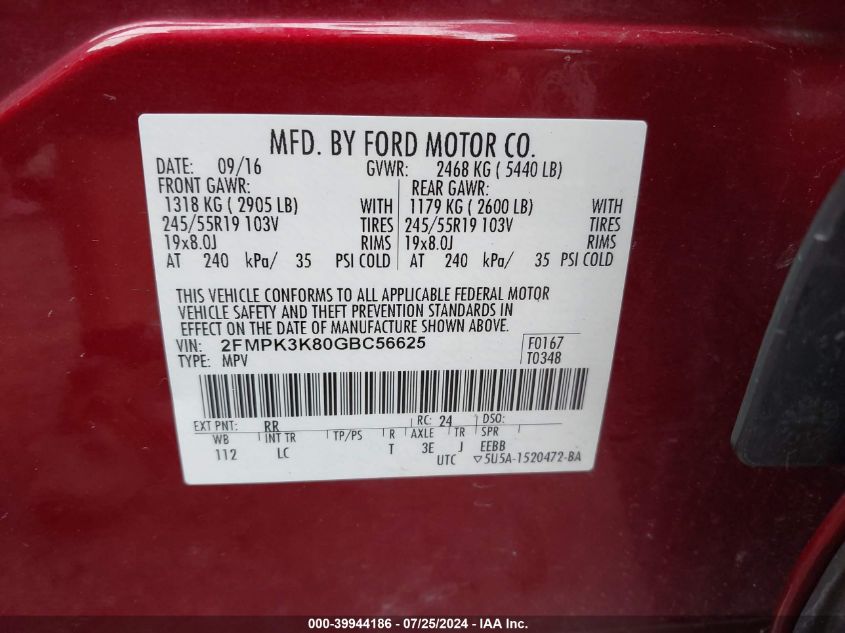 MFD. BY FORD MOTOR CO.
DATE: 09/16 GVWR: 2468 KG ( 5440 LB)
FRONT GAWR: REAR GAWR:
1318 KG ( 2905 LB) WITH 1179 KG ( 2600 LB) WITH
245/55R19 103V TIRES 245/55R19 103V TIRES
19x8.0J RIMS 19x8.0J RIMS
AT 240 kPa/ 35 PSI COLD AT 240 kPa/ 35 PSI COLD
THIS VEHICLE CONFORMS TO ALL APPLICABLE FEDERAL MOTOR
VEHICLE SAFETY AND THEFT PREVENTION STANDARDS IN
EFFECT ON THE DATE OF MANUFACTURE SHOWN ABOVE.
VIN: 2FMPK3K80GBC56625 F0167
TYPE: MPV T0348
EXT PNT: RR RC: 24 DSO:
WB INT TR TP/PS R AXLE TR SPR
112 LC T 3E J EEBB
UTC ▽5U5A-1520472-BA
000-39944186 - 07/25/2024 - IAA Inc.